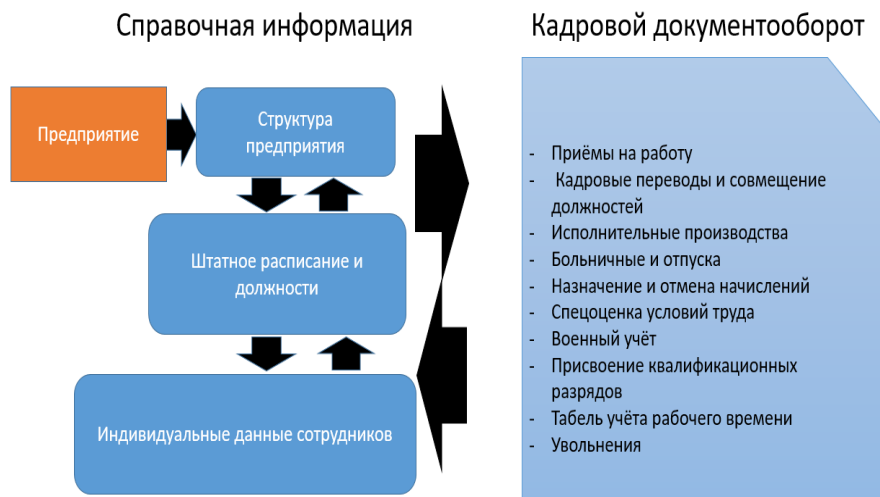 Справочная информация
Кадровой документооборот
Предприятие
Структура
предприятия
Штатное расписание и
должности
Индивидуальные данные сотрудников
- Приёмы на работу
- Кадровые переводы и совмещение
должностей
- Исполнительные производства
- Больничные и отпуска
- Назначение и отмена начислений
- Спецоценка условий труда
- Военный учёт
- Присвоение квалификационных
разрядов
- Табель учёта рабочего времени
- Увольнения